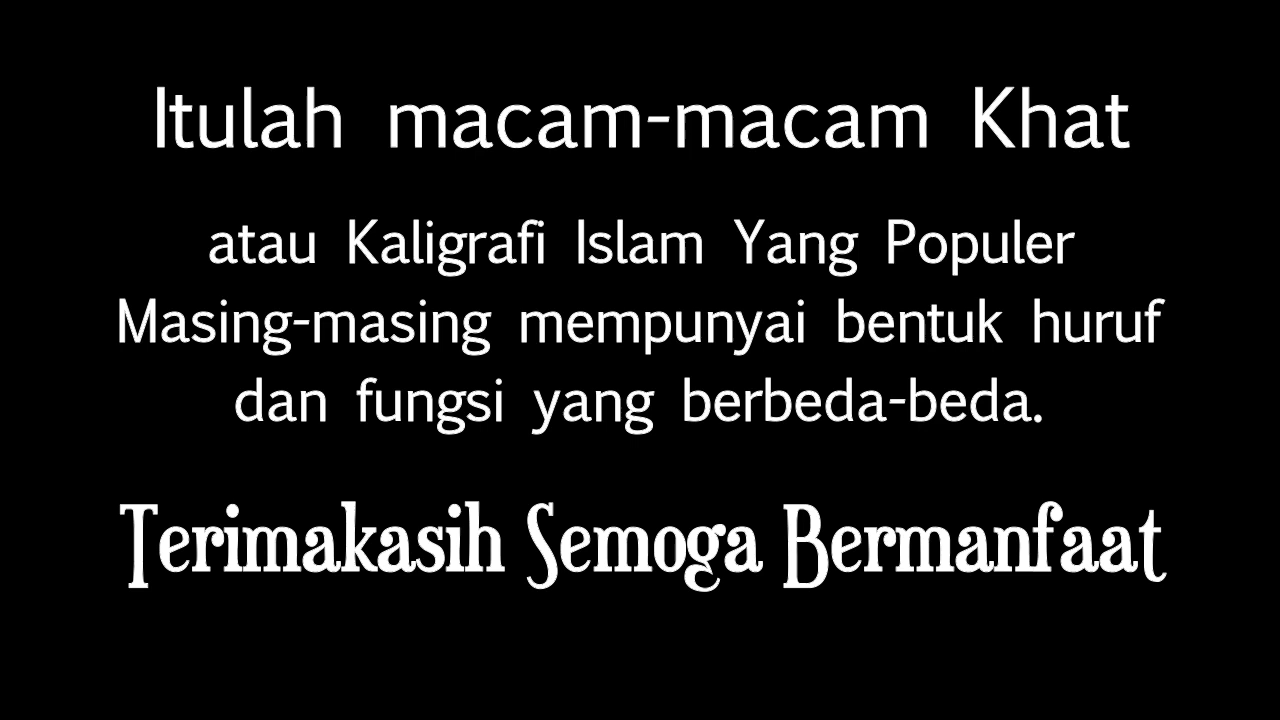 Itulah macam-macam Khat
atau Kaligrafi Islam Yang Populer
Masing-masing mempunyai bentuk huruf
dan fungsi yang berbeda-beda.
Terimakasih Semoga Bermanfaat